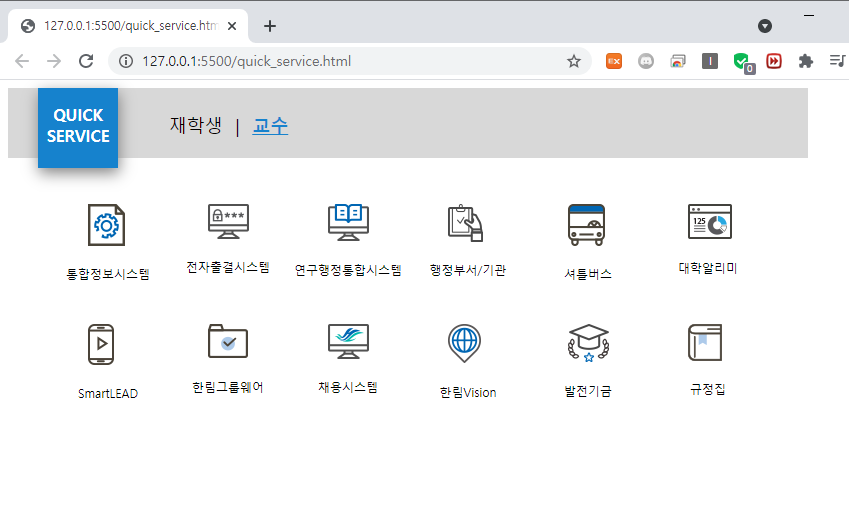 127.0.0.1:5500/quick_service.htm
127.0.0.1:5500/quick_service.html
0
QUICK
SERVICE
재학생 | 교수
125
통합정보시스템
전자출결시스템
연구행정통합시스템
행정부서/기관
셔틀버스
대학알리미
SmartLEAD
한림그룹웨어
채용시스템
한림Vision
발전기금
규정집